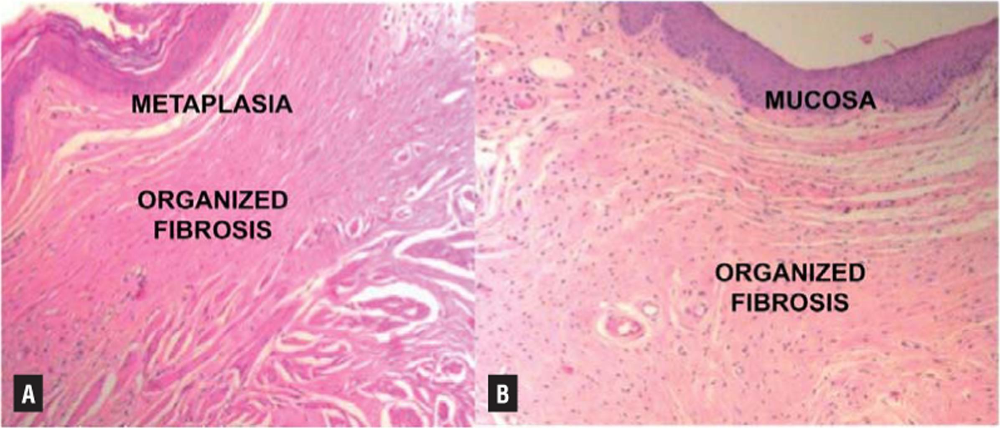 METAPLASIA
ORGANIZED
FIBROSIS
A
MUCOSA
ORGANIZED
FIBROSIS
B